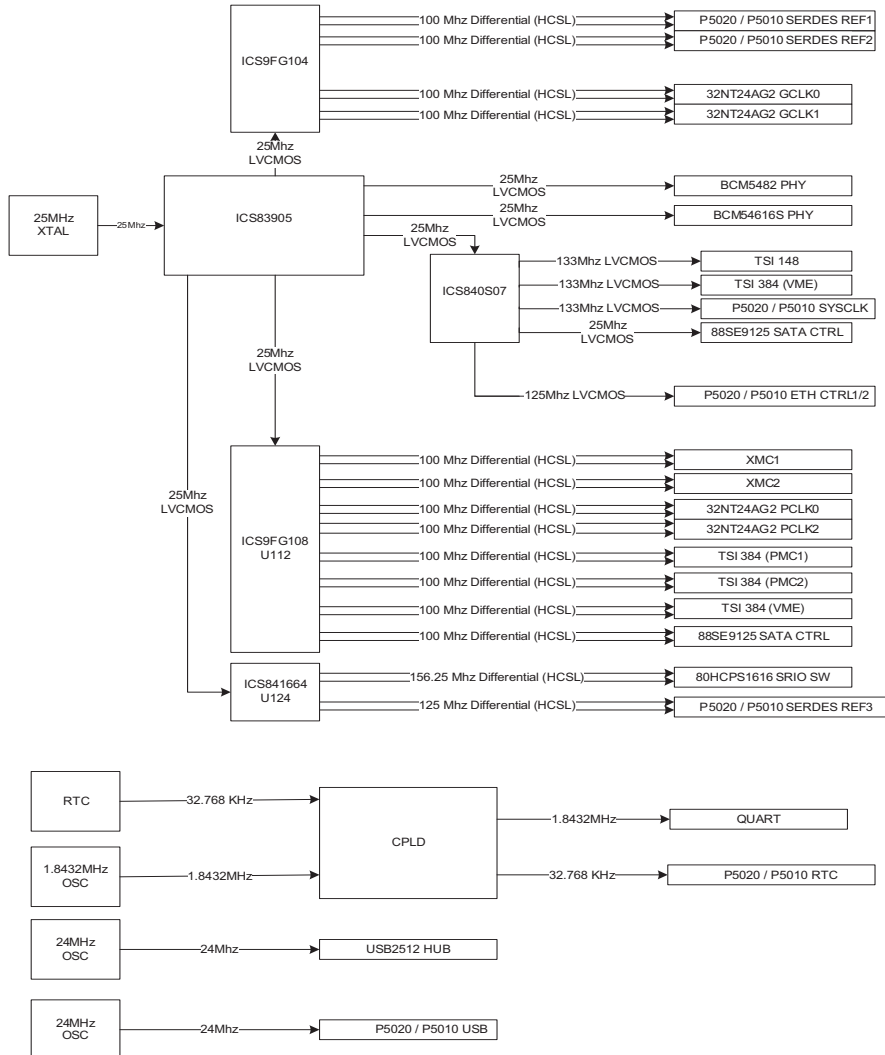 100 Mhz Differential (HCSL)
P5020 / P5010 SERDES REF1
100 Mhz Differential (HCSL)
P5020 / P5010 SERDES REF2
ICS9FG104
100 Mhz Differential (HCSL)
32NT24AG2 GCLK0
100 Mhz Differential (HCSL)
32NT24AG2 GCLK1
25Mhz
LVCMOS
25MHz
XTAL
25Mhz
ICS83905
25Mhz
LVCMOS
BCM5482 PHY
25Mhz
LVCMOS
BCM54616S PHY
25Mhz
LVCMOS
ICS840S07
133Mhz LVCMOS
TSI 148
133Mhz LVCMOS
TSI 384 (VME)
133Mhz LVCMOS
P5020 / P5010 SYSCLK
25Mhz
LVCMOS
88SE9125 SATA CTRL
125Mhz LVCMOS
P5020 / P5010 ETH CTRL1/2
25Mhz
LVCMOS
25Mhz
LVCMOS
ICS9FG108
U112
100 Mhz Differential (HCSL)
XMC1
100 Mhz Differential (HCSL)
XMC2
100 Mhz Differential (HCSL)
32NT24AG2 PCLK0
100 Mhz Differential (HCSL)
32NT24AG2 PCLK2
100 Mhz Differential (HCSL)
TSI 384 (PMC1)
100 Mhz Differential (HCSL)
TSI 384 (PMC2)
100 Mhz Differential (HCSL)
TSI 384 (VME)
100 Mhz Differential (HCSL)
88SE9125 SATA CTRL
ICS841664
U124
156.25 Mhz Differential (HCSL)
80HCPS1616 SRIO SW
125 Mhz Differential (HCSL)
P5020 / P5010 SERDES REF3
RTC
32.768 KHz
CPLD
1.8432MHz
QUART
1.8432MHz
OSC
1.8432MHz
32.768 KHz
P5020 / P5010 RTC
24MHz
OSC
24Mhz
USB2512 HUB
24MHz
OSC
24Mhz
P5020 / P5010 USB